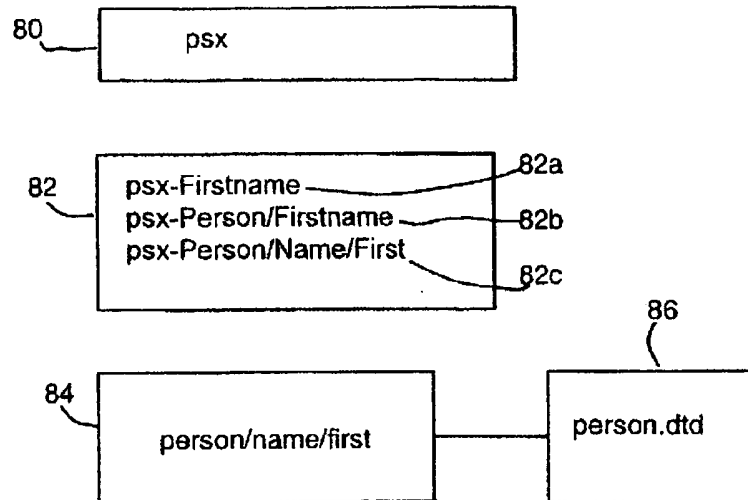 80
psx
82
psx-Firstname
82a
psx-Person/Firstname
82b
psx-Person/Name/First
82c
86
84
person/name/first
person.dtd